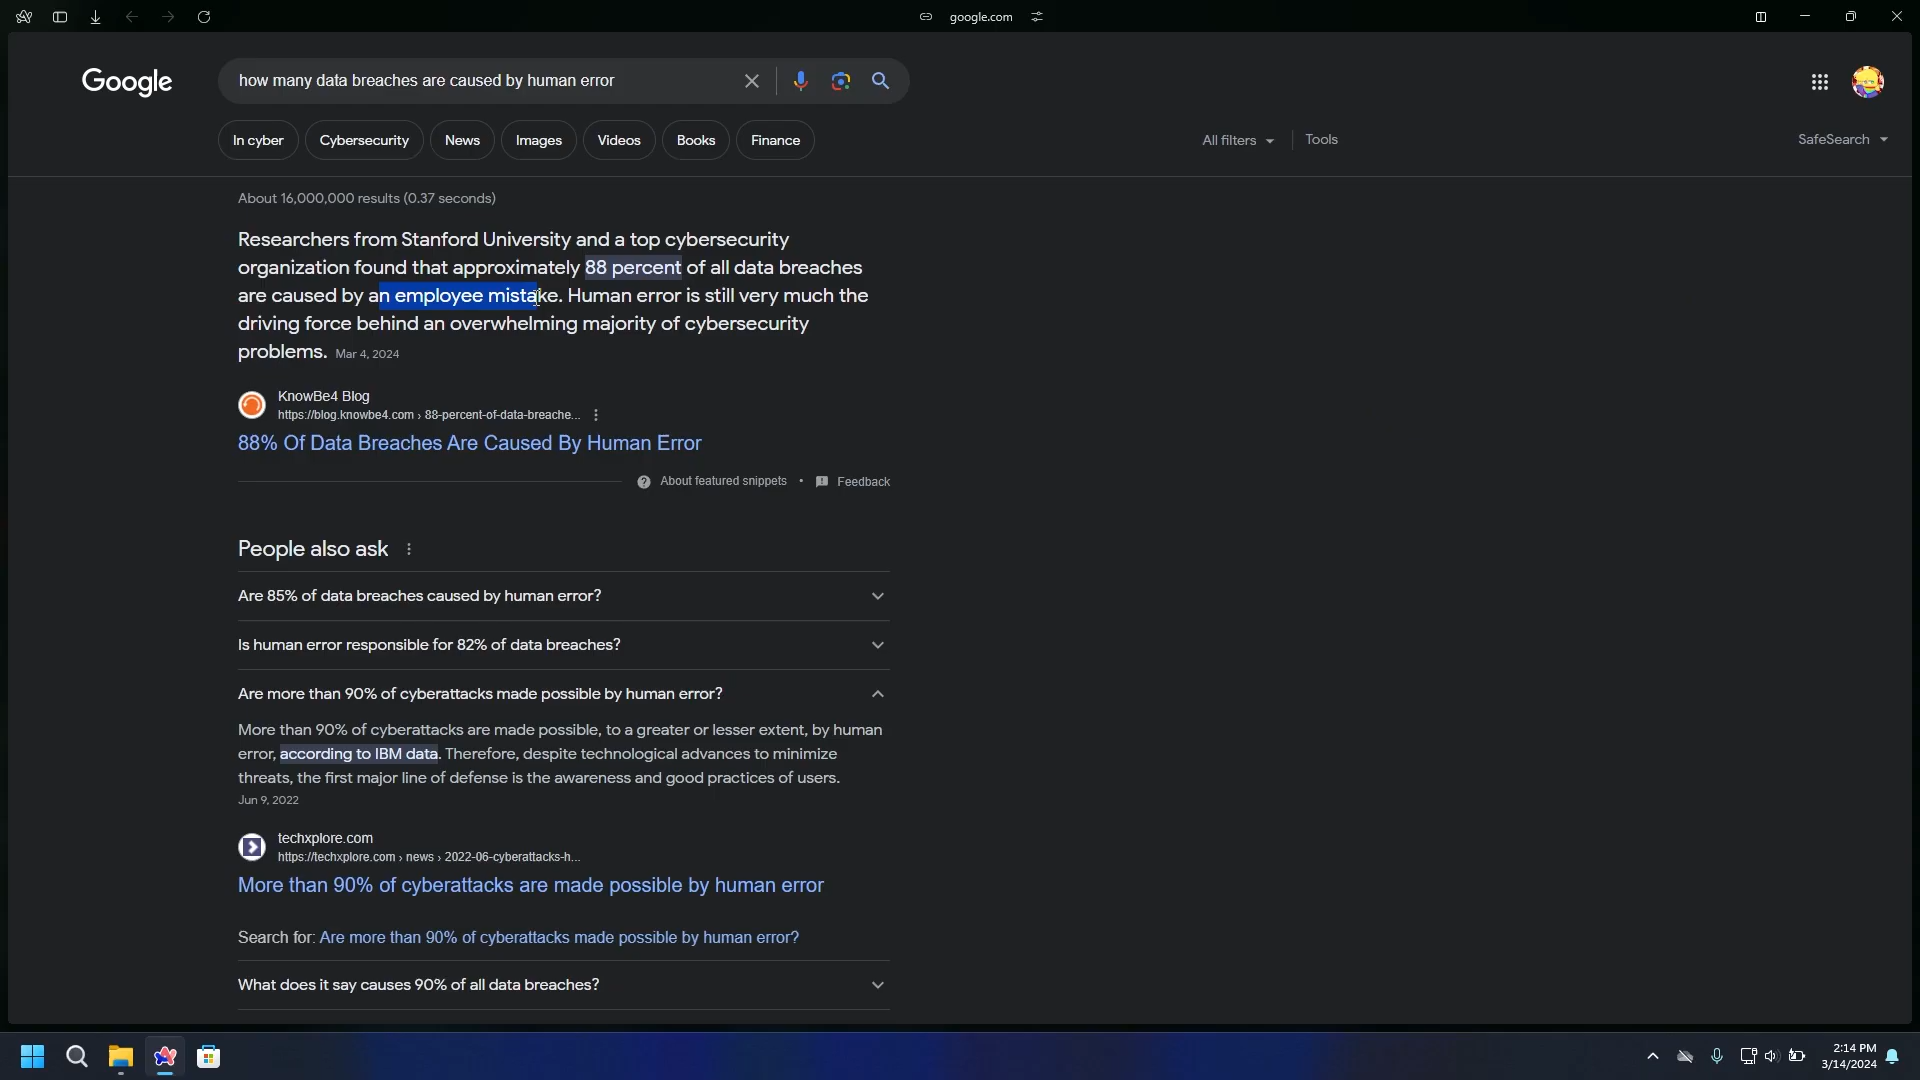 google.com
Google
how many data breaches are caused by human error
In cyber
Cybersecurity
News
Images
Videos
Books
Finance
All filters
Tools
SafeSearch
About 16,000,000 results (0.37 seconds)
Researchers from Stanford University and a top cybersecurity
organization found that approximately 88 percent of all data breaches
are caused by an employee mistake. Human error is still very much the
driving force behind an overwhelming majority of cybersecurity
problems. Mar 4, 2024
KnowBe4 Blog
https://blog.knowbe4.com › 88-percent-of-data-breache...
88% Of Data Breaches Are Caused By Human Error
About featured snippets • Feedback
People also ask
Are 85% of data breaches caused by human error?
Is human error responsible for 82% of data breaches?
Are more than 90% of cyberattacks made possible by human error?
More than 90% of cyberattacks are made possible, to a greater or lesser extent, by human
error, according to IBM data. Therefore, despite technological advances to minimize
threats, the first major line of defense is the awareness and good practices of users.
Jun 9, 2022
techxplore.com
https://techxplore.com › news › 2022-06-cyberattacks-h...
More than 90% of cyberattacks are made possible by human error
Search for: Are more than 90% of cyberattacks made possible by human error?
What does it say causes 90% of all data breaches?
2:14 PM
3/14/2024